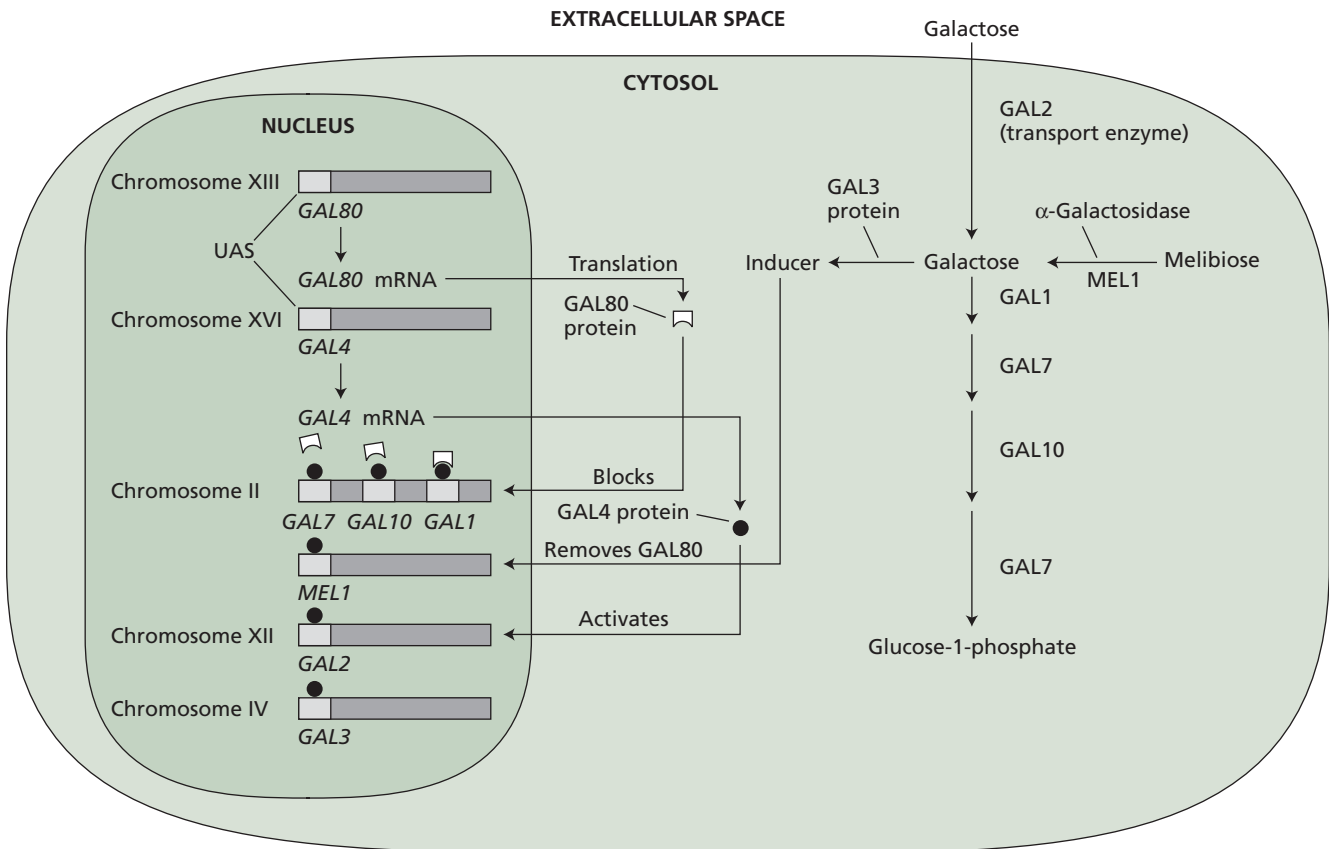 EXTRACELLULAR SPACE
Galactose
CYTOSOL
NUCLEUS
GAL2
(transport enzyme)
Chromosome XIII
GAL80
UAS
GAL80 mRNA
Chromosome XVI
GAL4
GAL4 mRNA
Chromosome II
GAL7 GAL10 GAL1
MEL1
Chromosome XII
GAL2
Chromosome IV
GAL3
Translation
GAL80
protein
Blocks
GAL4 protein
Removes GAL80
Activates
GAL3
protein
α-Galactosidase
Inducer
Galactose
Melibiose
MEL1
GAL1
GAL7
GAL10
GAL7
Glucose-1-phosphate